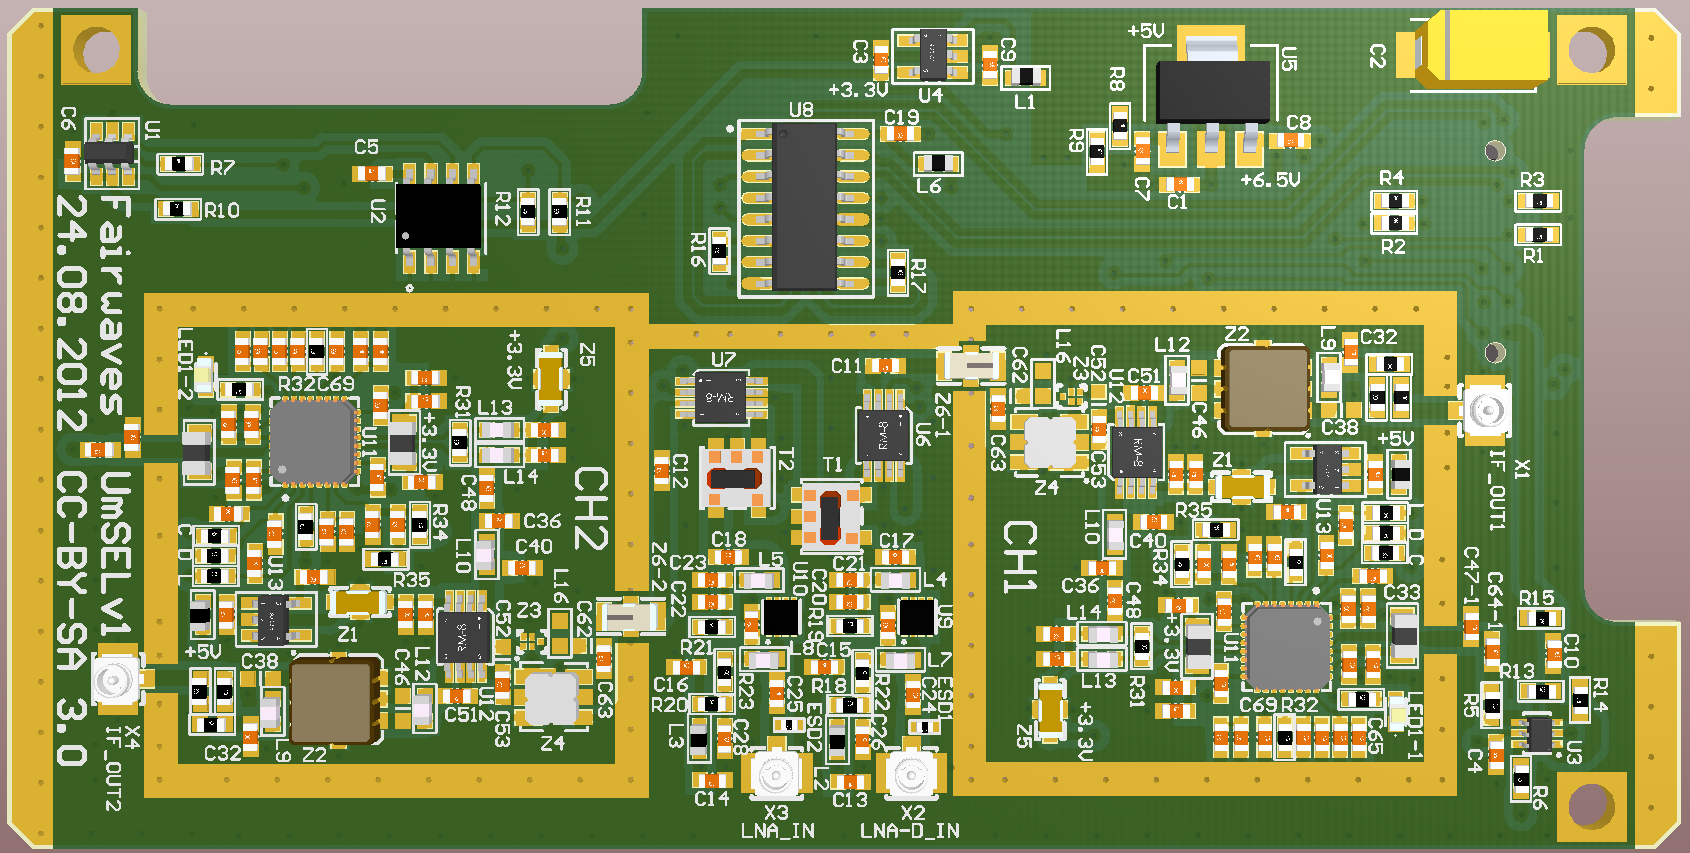 Fairwaves UmSELv1
24.08.2012 CC-BY-SA 3.0
C6
U1
R7
R10
C5
U2
R12
R11
U8
R16
R17
C19
L6
C3
+3.3V
U4
C9
L1
+5V
U5
R8
R9
C7
C1
C8
+6.5V
C2
R4
R2
R3
R1
LED1-2
R32
C69
+3.3V
Z5
R31
L13
L14
U11
+3.3V
C48
R34
C36
C40
L10
CH2
C
D
L
U13
R35
Z1
+5V
C38
C46
L12
C51
U12
C52
Z3
L16
C62
C63
C53
Z4
C32
L9
Z2
X4
IF_OUT2
Z6-2
U7
C12
T2
T1
C11
U6
Z6-1
C18
C23
L5
C22
U10
C21
C20
R19
C17
L4
U9
R21
C16
R20
L3
R23
L8
C25
ESD2
C28
R18
R22
L7
C24
ESD1
C26
L2
C14
C13
X3
LNA_IN
X2
LNA-D_IN
C62
L16
Z3
C52
U12
C51
L12
Z2
L9
C32
C63
Z4
C53
C46
C38
+5V
Z1
U13
CH1
L10
R35
C40
R34
C36
L
D
C
C33
L14
C48
+3.3V
L13
R31
U11
Z5
+3.3V
C69
R32
C65
LED1-1
X1
IF_OUT1
C47-1
C64-1
R15
C10
R13
R14
R5
U3
C4
R6
RM-8
RM-8
RM-8
RM-8